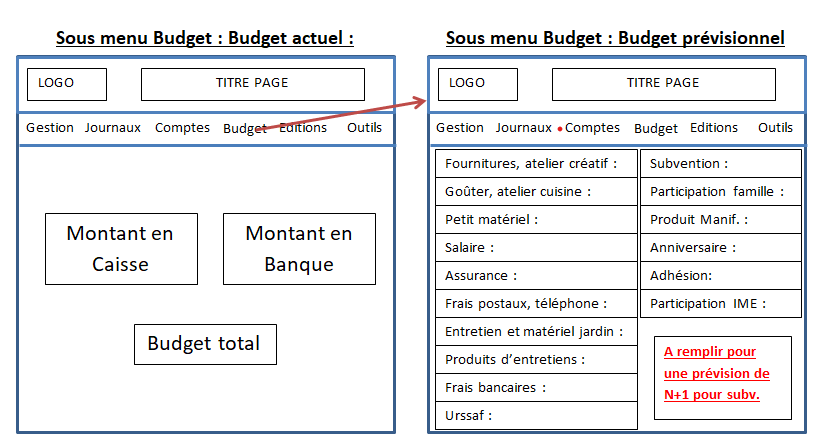 Sous menu Budget : Budget actuel :
LOGO
TITRE PAGE
Gestion Journaux Comptes Budget Editions Outils
Montant en
Caisse
Montant en
Banque
Budget total
Sous menu Budget : Budget prévisionnel
LOGO
TITRE PAGE
Gestion Journaux Comptes Budget Editions Outils
Fournitures, atelier créatif :
Goûter, atelier cuisine :
Petit matériel :
Salaire :
Assurance :
Frais postaux, téléphone :
Entretien et matériel jardin :
Produits d’entretiens :
Frais bancaires :
Urssaf :
Subvention :
Participation famille :
Produit Manif. :
Anniversaire :
Adhésion:
Participation IME :
A remplir pour
une prévision de
N+1 pour subv.